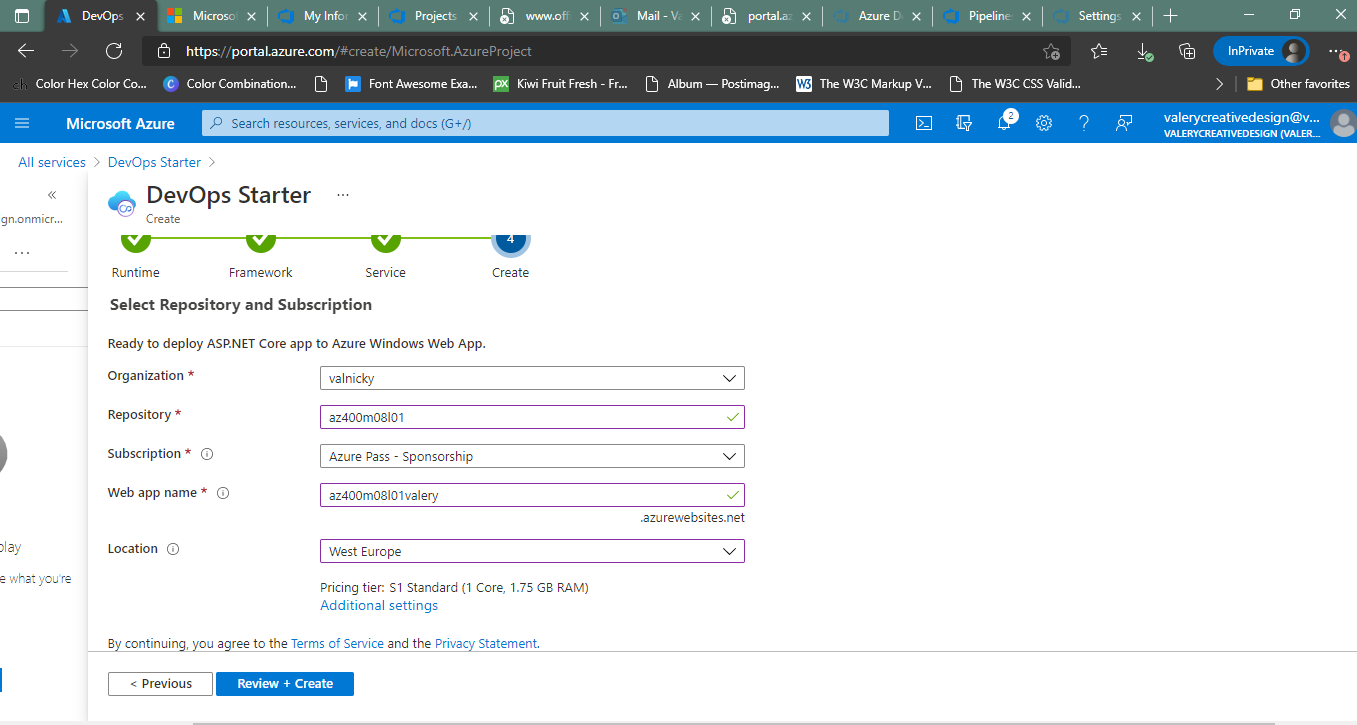 DevOps
Microsof
My Infor
Projects
www.offi
Mail - Va
portal.az
Azure D
Pipeline
Settings
https://portal.azure.com/#create/Microsoft.AzureProject
InPrivate
ch
Color Hex Color Co...
Color Combination...
Font Awesome Exa...
px
Kiwi Fruit Fresh - Fr...
Album — Postimag...
W3
The W3C Markup V...
The W3C CSS Valid...
Other favorites
Microsoft Azure
Search resources, services, and docs (G+/)
2
valerycreativedesign@v...
VALERYCREATIVEDESIGN (VALER...
All services > DevOps Starter >
«
gn.onmicr...
...
DevOps Starter
...
Create
4
Runtime
Framework
Service
Create
Select Repository and Subscription
Ready to deploy ASP.NET Core app to Azure Windows Web App.
Organization *
valnicky
Repository *
az400m08l01
Subscription *
Azure Pass - Sponsorship
Web app name *
az400m08l01valery
.azurewebsites.net
Location
West Europe
play
e what you're
Pricing tier: S1 Standard (1 Core, 1.75 GB RAM)
Additional settings
By continuing, you agree to the Terms of Service and the Privacy Statement.
< Previous
Review + Create